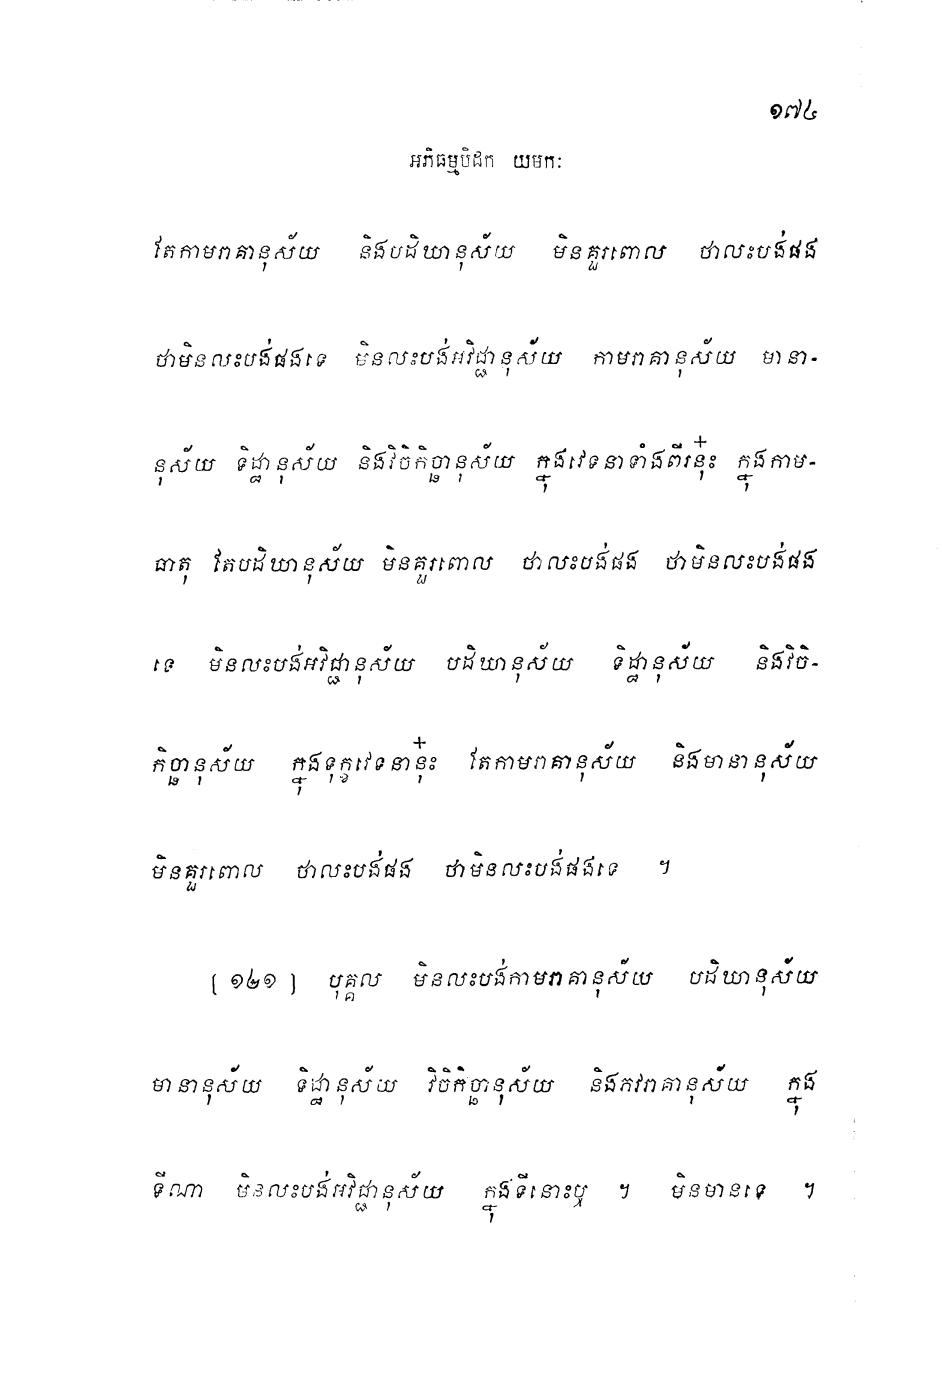 ១៧៤
អភិធម្មបិដក យមកៈ
តែកាមរាគានុស័យ និងបដិឃានុស័យ មិនគួរពោល ថាលះបង់ផង
ថាមិនលះបង់ផងទេ មិនលះបង់អវិជ្ជានុស័យ កាមរាគានុស័យ មានា-
នុស័យ ទិដ្ឋានុស័យ និងវិចិកិច្ឆានុស័យ ក្នុងវេទនាទាំងពីរនុ៎ះ ក្នុងកាម-
ធាតុ តែបដិឃានុស័យ មិនគួរពោល ថាលះបង់ផង ថាមិនលះបង់ផង
ទេ មិនលះបង់អវិជ្ជានុស័យ បដិឃានុស័យ ទិដ្ឋានុស័យ និងវិចិ-
កិច្ឆានុស័យ ក្នុងទុក្ខវេទនានុ៎ះ តែកាមរាគានុស័យ និងមានានុស័យ
មិនគួរពោល ថាលះបង់ផង ថាមិនលះបង់ផងទេ ។
[ ១៤១ ] បុគ្គល មិនលះបង់កាមរាគានុស័យ បដិឃានុស័យ
មានានុស័យ ទិដ្ឋានុស័យ វិចិកិច្ឆានុស័យ និងភវរាគានុស័យ ក្នុង
ទីណា មិនលះបង់អវិជ្ជានុស័យ ក្នុងទីនោះឬ ។ មិនមានទេ ។